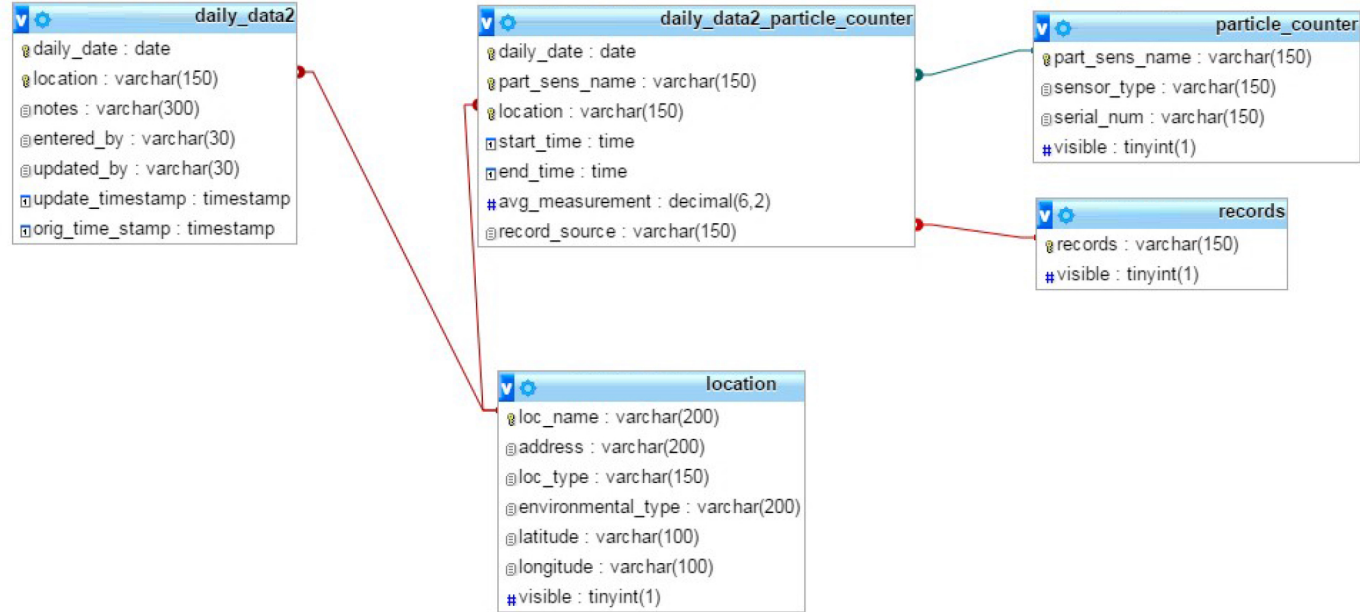 daily_data2
daily_date : date
location : varchar(150)
notes : varchar(300)
entered_by : varchar(30)
updated_by : varchar(30)
update_timestamp : timestamp
orig_time_stamp : timestamp
daily_data2_particle_counter
daily_date : date
part_sens_name : varchar(150)
location : varchar(150)
start_time : time
end_time : time
#avg_measurement : decimal(6,2)
record_source : varchar(150)
particle_counter
part_sens_name : varchar(150)
sensor_type : varchar(150)
serial_num : varchar(150)
#visible : tinyint(1)
records
records : varchar(150)
#visible : tinyint(1)
location
loc_name : varchar(200)
address : varchar(200)
loc_type : varchar(150)
environmental_type : varchar(200)
latitude : varchar(100)
longitude : varchar(100)
#visible : tinyint(1)